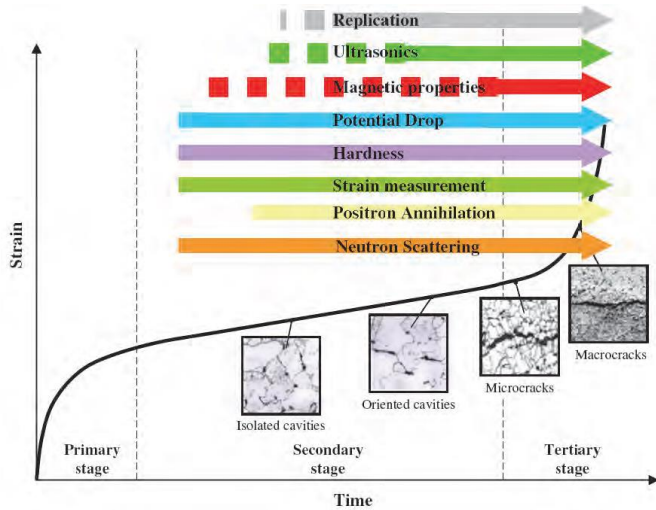 Replication
Ultrasonics
Magnetic properties
Potential Drop
Hardness
Strain measurement
Positron Annihilation
Neutron Scattering
Strain
Macrocracks
Microcracks
Oriented cavities
Isolated cavities
Primary
stage
Secondary
stage
Tertiary
stage
Time